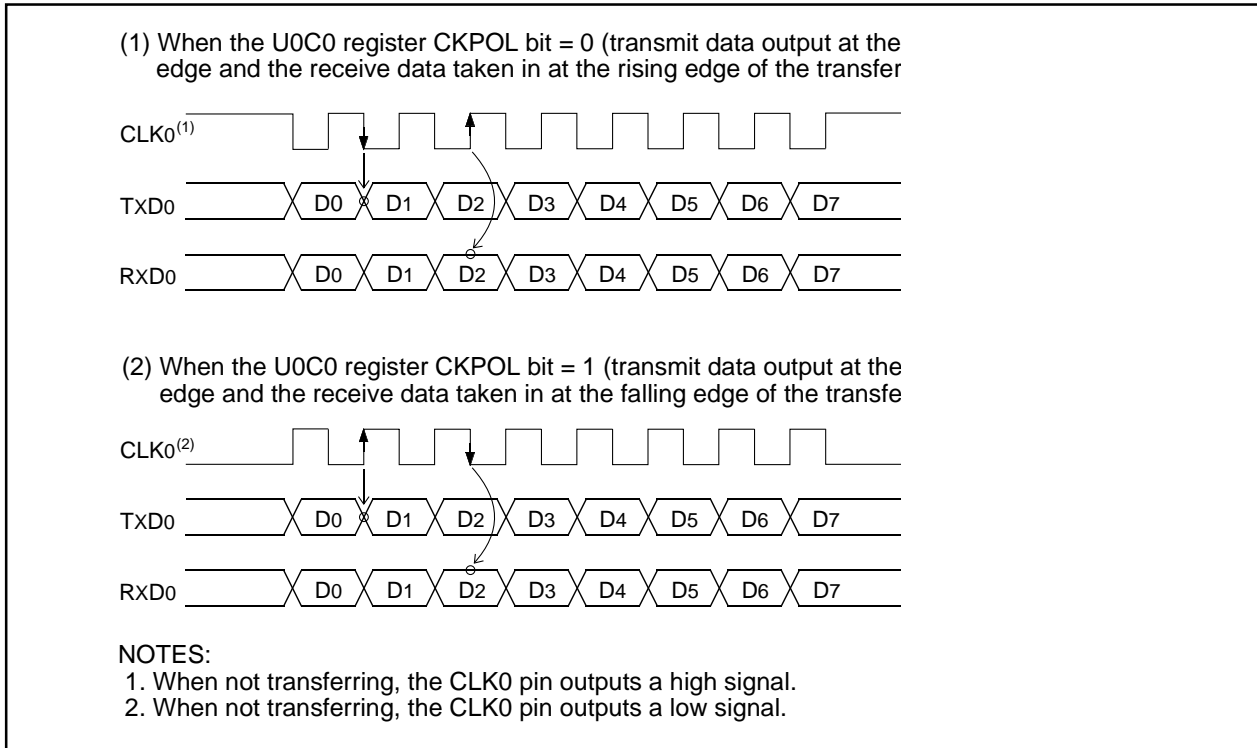 (1) When the U0C0 register CKPOL bit = 0 (transmit data output at the
edge and the receive data taken in at the rising edge of the transfer
CLK0(1)
TXD0 D0 D1 D2 D3 D4 D5 D6 D7
RXD0 D0 D1 D2 D3 D4 D5 D6 D7
(2) When the U0C0 register CKPOL bit = 1 (transmit data output at the
edge and the receive data taken in at the falling edge of the transfe
CLK0(2)
TXD0 D0 D1 D2 D3 D4 D5 D6 D7
RXD0 D0 D1 D2 D3 D4 D5 D6 D7
NOTES:
1. When not transferring, the CLK0 pin outputs a high signal.
2. When not transferring, the CLK0 pin outputs a low signal.